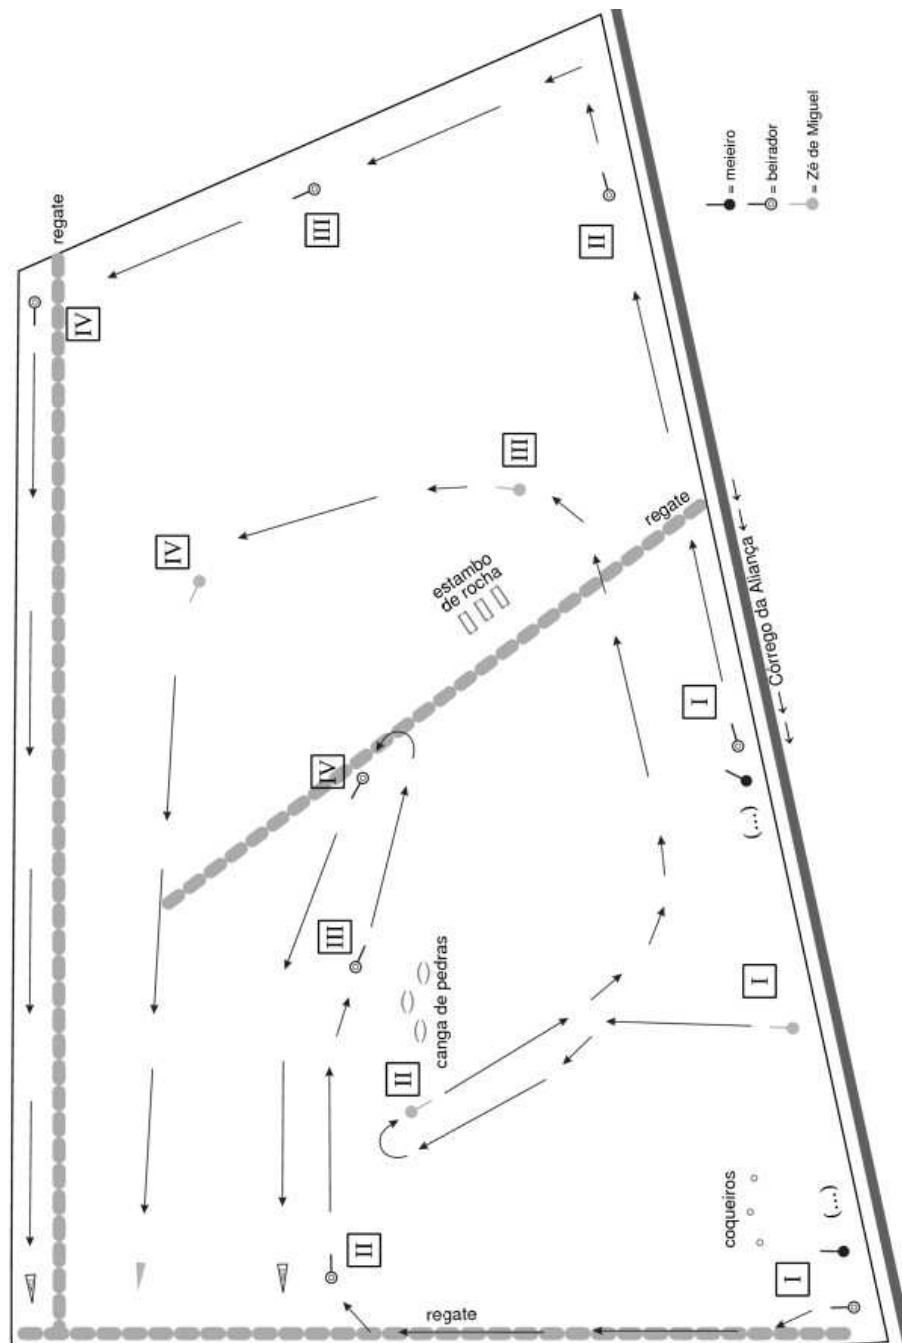 regate
= meieiro
= beirador
= Zé de Miguel
III
II
IV
III
regate
IV
estambo
de rocha
Córrego da Aliança
I
IV
(...)
III
canga de pedras
I
II
coqueiros
(...)
II
I
regate